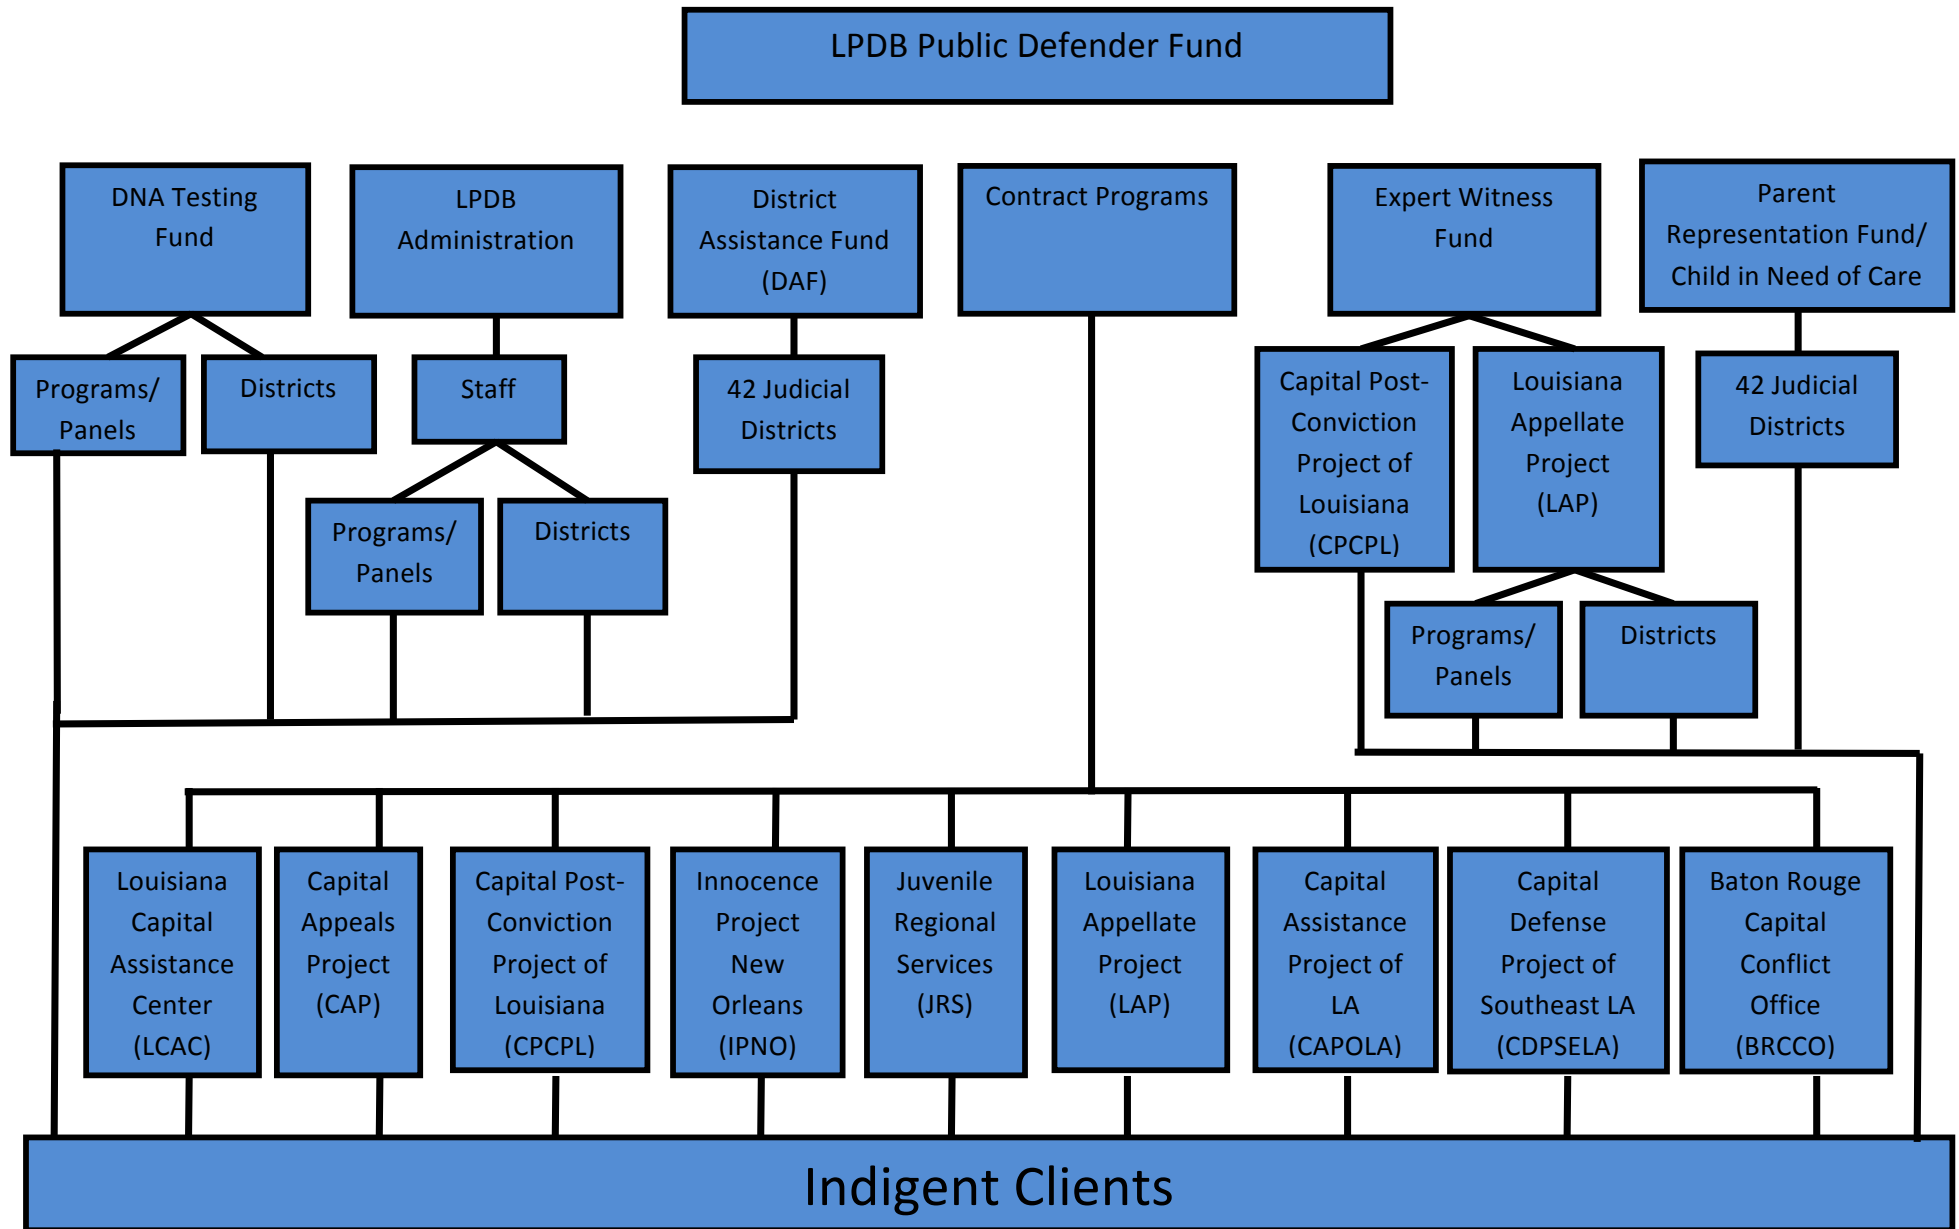 LPDB Public Defender Fund
DNA Testing
Fund
LPDB
Administration
District
Assistance Fund
(DAF)
Contract Programs
Expert Witness
Fund
Parent
Representation Fund/
Child in Need of Care
Programs/
Panels
Districts
Staff
42 Judicial
Districts
Capital Post-
Conviction
Project of
Louisiana
(CPCPL)
Louisiana
Appellate
Project
(LAP)
42 Judicial
Districts
Programs/
Panels
Districts
Programs/
Panels
Districts
Louisiana
Capital
Assistance
Center
(LCAC)
Capital
Appeals
Project
(CAP)
Capital Post-
Conviction
Project of
Louisiana
(CPCPL)
Innocence
Project
New
Orleans
(IPNO)
Juvenile
Regional
Services
(JRS)
Louisiana
Appellate
Project
(LAP)
Capital
Assistance
Project of
LA
(CAPOLA)
Capital
Defense
Project of
Southeast LA
(CDPSELA)
Baton Rouge
Capital
Conflict
Office
(BRCCO)
Indigent Clients